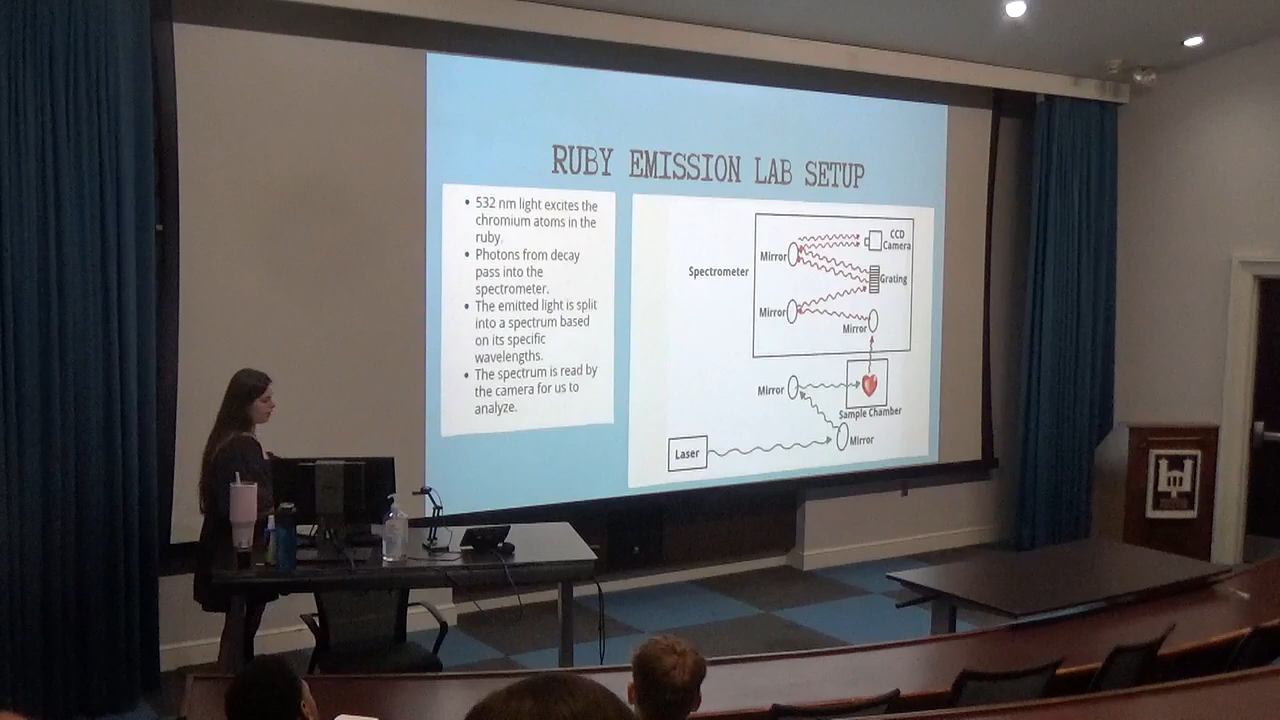 RUBY EMISSION LAB SETUP
• 532 nm light excites the
chromium atoms in the
ruby.
• Photons from decay
pass into the
spectrometer.
• The emitted light is split
into a spectrum based
on its specific
wavelengths.
• The spectrum is read by
the camera for us to
analyze.
CCD
Camera
Mirror
Spectrometer
Grating
Mirror
Mirror
Mirror
Sample Chamber
Mirror
Laser